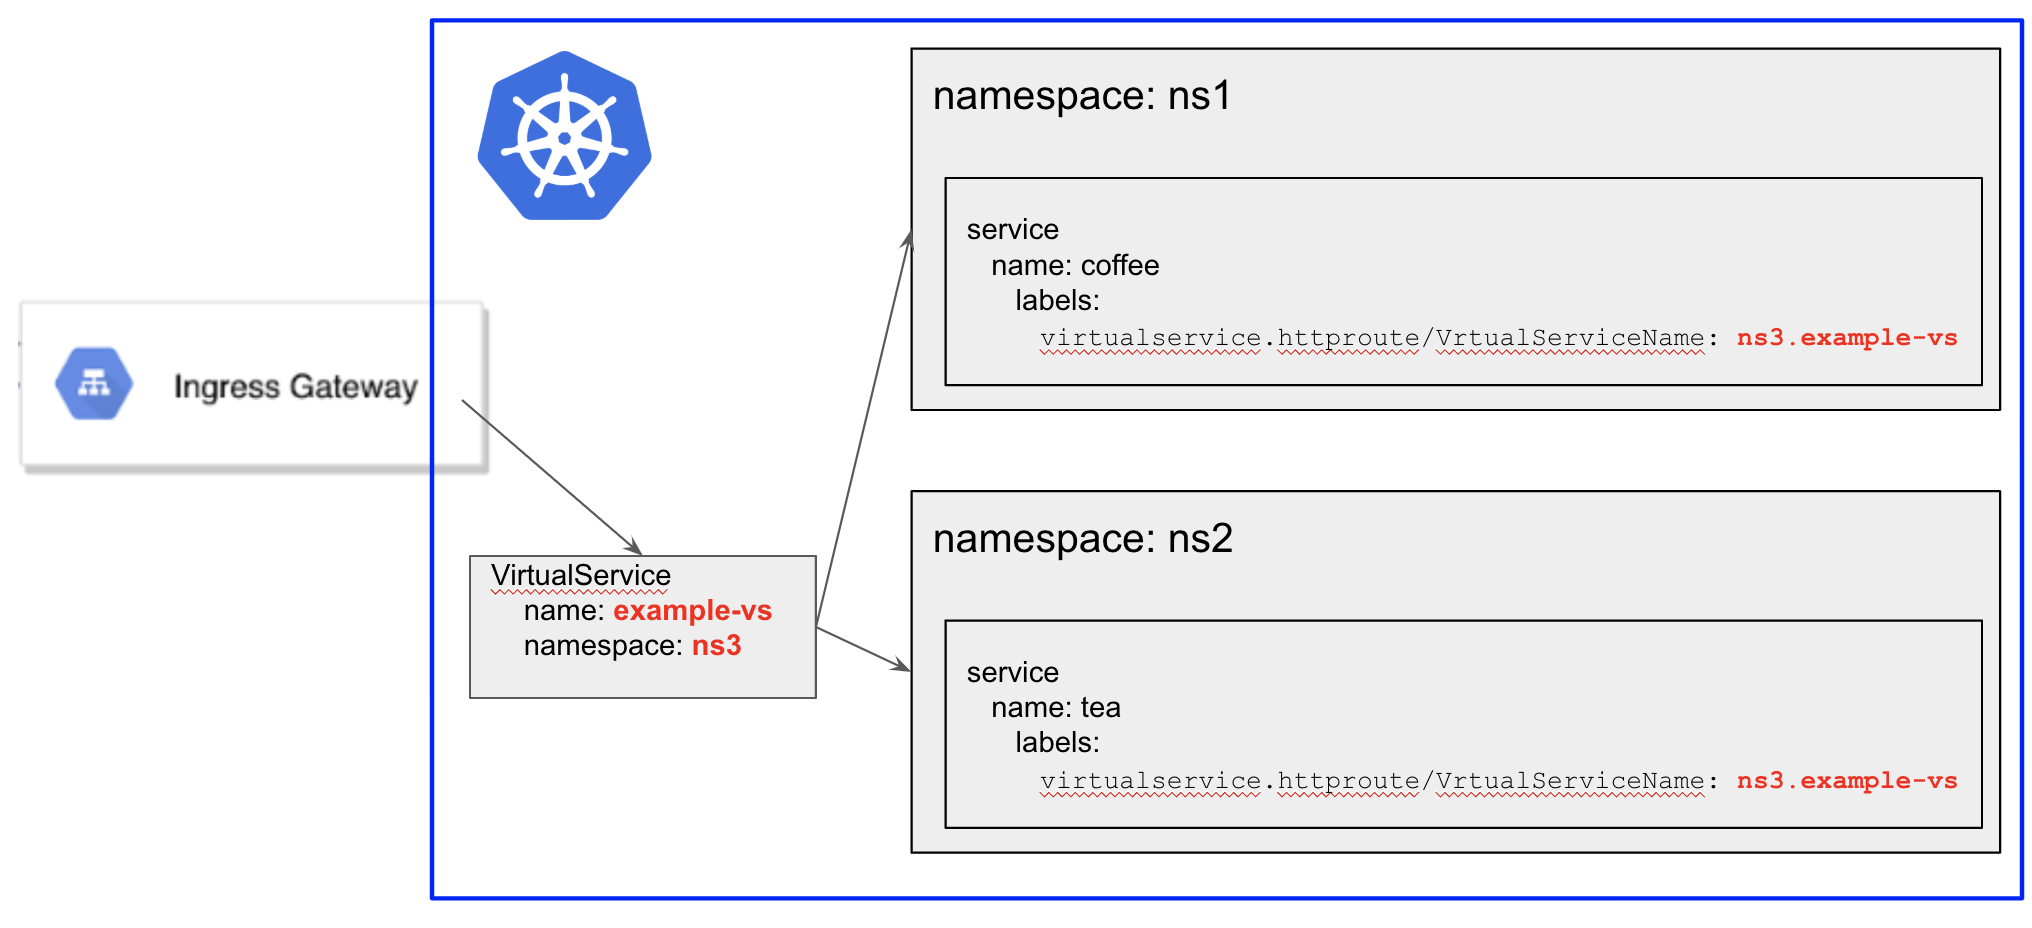 Ingress Gateway
VirtualService
name: example-vs
namespace: ns3
namespace: ns1
service
name: coffee
labels:
virtualservice.httproute/VrtualServiceName: ns3.example-vs
namespace: ns2
service
name: tea
labels:
virtualservice.httproute/VrtualServiceName: ns3.example-vs